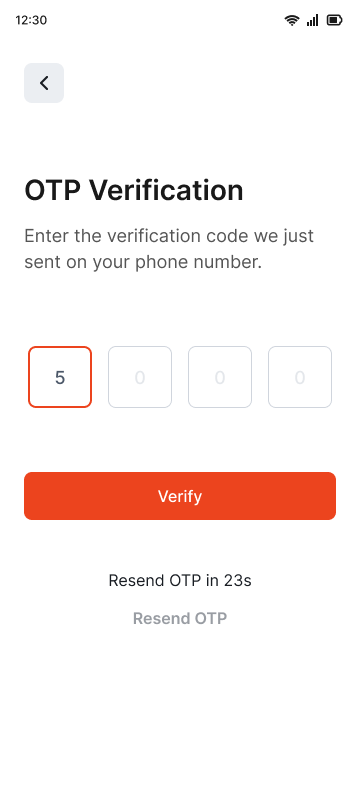 12:30
OTP Verification
Enter the verification code we just
sent on your phone number.
5 0 0 0
Verify
Resend OTP in 23s
Resend OTP